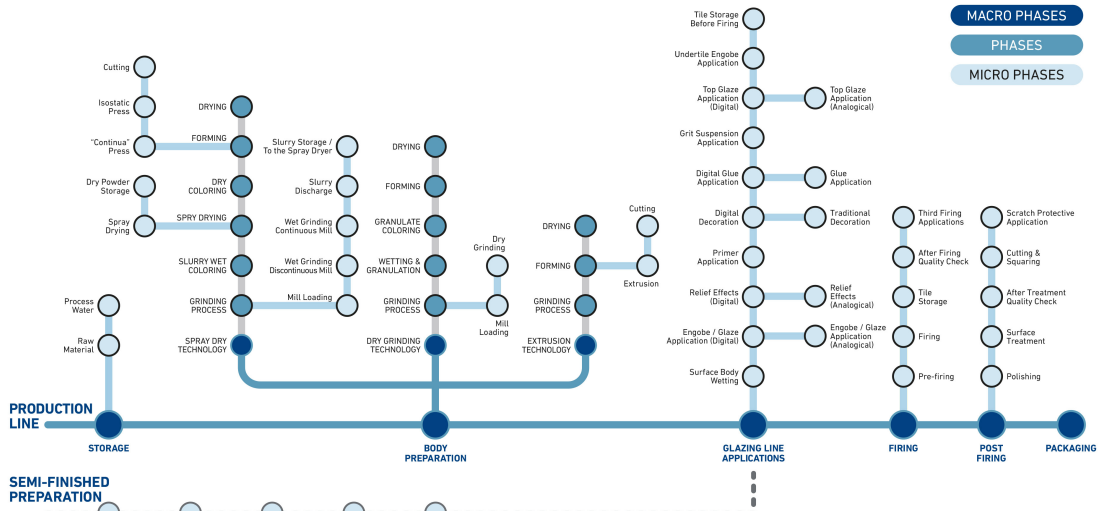 MACRO PHASES
PHASES
MICRO PHASES
Cutting
Isostatic
Press
"Continua"
Press
Dry Powder
Storage
Spray
Drying
Process
Water
Raw
Material
DRYING
FORMING
DRY
COLORING
SPRY DRYING
SLURRY WET
COLORING
GRINDING
PROCESS
SPRAY DRY
TECHNOLOGY
Slurry Storage /
To the Spray Dryer
Slurry
Discharge
Wet Grinding
Continuous Mill
Wet Grinding
Discontinuous Mill
Mill Loading
DRYING
FORMING
GRANULATE
COLORING
WETTING &
GRANULATION
GRINDING
PROCESS
DRY GRINDING
TECHNOLOGY
Dry
Grinding
Mill
Loading
DRYING
FORMING
GRINDING
PROCESS
EXTRUSION
TECHNOLOGY
Cutting
Extrusion
Tile Storage
Before Firing
Undertile Engobe
Application
Top Glaze
Application
(Digital)
Top Glaze
Application
(Analogical)
Grit Suspension
Application
Digital Glue
Application
Glue
Application
Digital
Decoration
Traditional
Decoration
Primer
Application
Relief Effects
(Digital)
Relief
Effects
(Analogical)
Engobe / Glaze
Application (Digital)
Engobe / Glaze
Application
(Analogical)
Surface Body
Wetting
Third Firing
Applications
After Firing
Quality Check
Tile
Storage
Firing
Pre-firing
Scratch Protective
Application
Cutting &
Squaring
After Treatment
Quality Check
Surface
Treatment
Polishing
PRODUCTION
LINE
STORAGE
BODY
PREPARATION
GLAZING LINE
APPLICATIONS
FIRING
POST
FIRING
PACKAGING
SEMI-FINISHED
PREPARATION